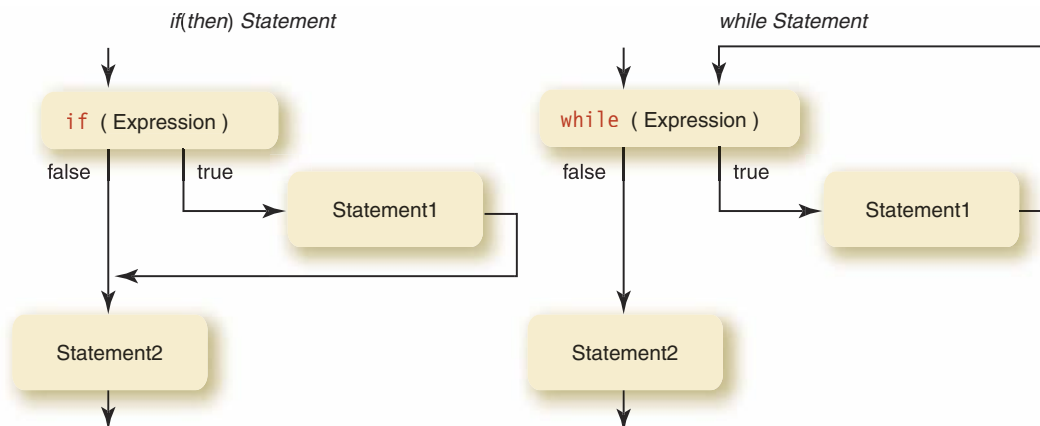 if(then) Statement
if ( Expression )
false
true
Statement1
Statement2
while Statement
while ( Expression )
false
true
Statement1
Statement2